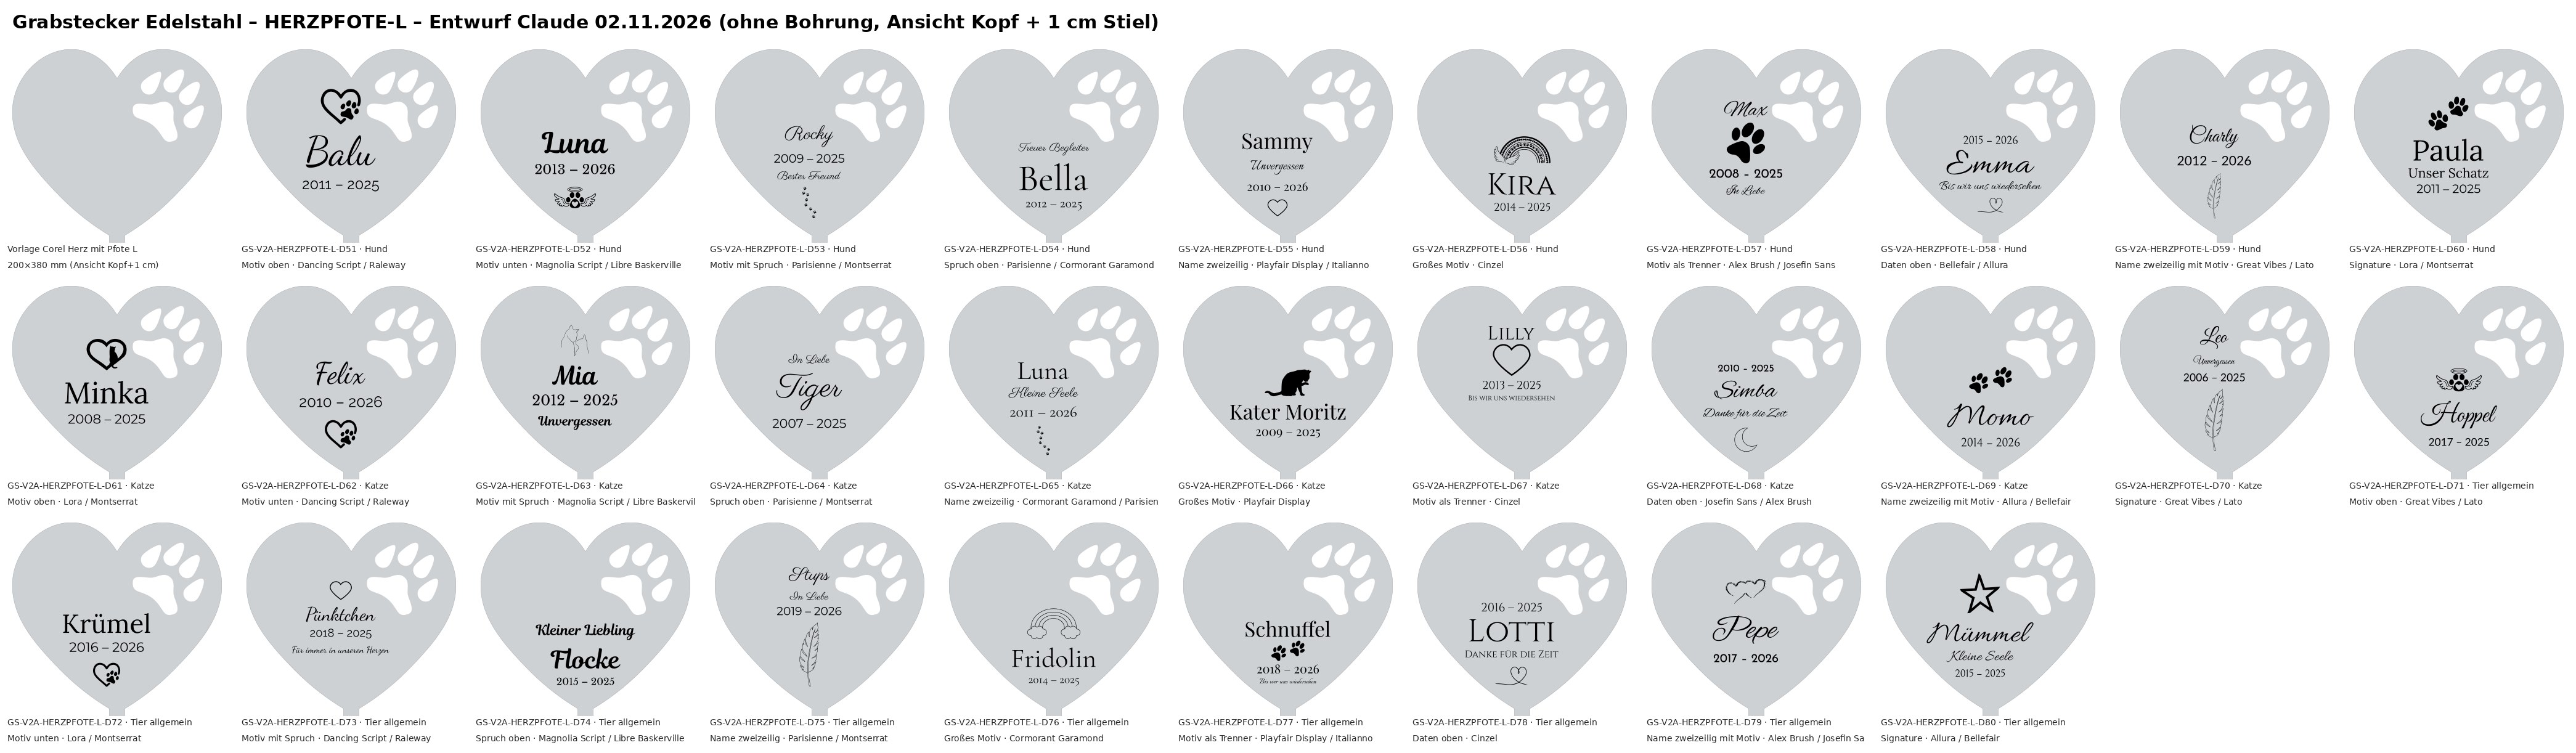 Grabstecker Edelstahl – HERZPFOTE-L – Entwurf Claude 02.11.2026 (ohne Bohrung, Ansicht Kopf + 1 cm Stiel)
Vorlage Corel Herz mit Pfote L
200×380 mm (Ansicht Kopf+1 cm)
Balu
2011 – 2025
GS-V2A-HERZPFOTE-L-D51 · Hund
Motiv oben · Dancing Script / Raleway
Luna
2013 – 2026
GS-V2A-HERZPFOTE-L-D52 · Hund
Motiv unten · Magnolia Script / Libre Baskerville
Rocky
2009 – 2025
Bester Freund
GS-V2A-HERZPFOTE-L-D53 · Hund
Motiv mit Spruch · Parisienne / Montserrat
Treuer Begleiter
Bella
2012 – 2025
GS-V2A-HERZPFOTE-L-D54 · Hund
Spruch oben · Parisienne / Cormorant Garamond
Sammy
Unvergessen
2010 – 2026
GS-V2A-HERZPFOTE-L-D55 · Hund
Name zweizeilig · Playfair Display / Italianno
KIRA
2014 – 2025
GS-V2A-HERZPFOTE-L-D56 · Hund
Großes Motiv · Cinzel
Max
2008 – 2025
In Liebe
GS-V2A-HERZPFOTE-L-D57 · Hund
Motiv als Trenner · Alex Brush / Josefin Sans
2015 – 2026
Emma
Bis wir uns wiedersehen
GS-V2A-HERZPFOTE-L-D58 · Hund
Daten oben · Bellefair / Allura
Charly
2012 – 2026
GS-V2A-HERZPFOTE-L-D59 · Hund
Name zweizeilig mit Motiv · Great Vibes / Lato
Paula
Unser Schatz
2011 – 2025
GS-V2A-HERZPFOTE-L-D60 · Hund
Signature · Lora / Montserrat
Minka
2008 – 2025
GS-V2A-HERZPFOTE-L-D61 · Katze
Motiv oben · Lora / Montserrat
Felix
2010 – 2026
GS-V2A-HERZPFOTE-L-D62 · Katze
Motiv unten · Dancing Script / Raleway
Mia
2012 – 2025
Unvergessen
GS-V2A-HERZPFOTE-L-D63 · Katze
Motiv mit Spruch · Magnolia Script / Libre Baskervil
In Liebe
Tiger
2007 – 2025
GS-V2A-HERZPFOTE-L-D64 · Katze
Spruch oben · Parisienne / Montserrat
Luna
Kleine Seele
2011 – 2026
GS-V2A-HERZPFOTE-L-D65 · Katze
Name zweizeilig · Cormorant Garamond / Parisien
Kater Moritz
2009 – 2025
GS-V2A-HERZPFOTE-L-D66 · Katze
Großes Motiv · Playfair Display
LILLY
2013 – 2025
BIS WIR UNS WIEDERSEHEN
GS-V2A-HERZPFOTE-L-D67 · Katze
Motiv als Trenner · Cinzel
2010 – 2025
Simba
Danke für die Zeit
GS-V2A-HERZPFOTE-L-D68 · Katze
Daten oben · Josefin Sans / Alex Brush
Momo
2014 – 2026
GS-V2A-HERZPFOTE-L-D69 · Katze
Name zweizeilig mit Motiv · Allura / Bellefair
Leo
Unvergessen
2006 – 2025
GS-V2A-HERZPFOTE-L-D70 · Katze
Signature · Great Vibes / Lato
Hoppel
2017 – 2025
GS-V2A-HERZPFOTE-L-D71 · Tier allgemein
Motiv oben · Great Vibes / Lato
Krümel
2016 – 2026
GS-V2A-HERZPFOTE-L-D72 · Tier allgemein
Motiv unten · Lora / Montserrat
Pünktchen
2018 – 2025
Für immer in unseren Herzen
GS-V2A-HERZPFOTE-L-D73 · Tier allgemein
Motiv mit Spruch · Dancing Script / Raleway
Kleiner Liebling
Flocke
2015 – 2025
GS-V2A-HERZPFOTE-L-D74 · Tier allgemein
Spruch oben · Magnolia Script / Libre Baskerville
Stups
In Liebe
2019 – 2026
GS-V2A-HERZPFOTE-L-D75 · Tier allgemein
Name zweizeilig · Parisienne / Montserrat
Fridolin
2014 – 2025
GS-V2A-HERZPFOTE-L-D76 · Tier allgemein
Großes Motiv · Cormorant Garamond
Schnuffel
2018 – 2026
Bis wir uns wiedersehen
GS-V2A-HERZPFOTE-L-D77 · Tier allgemein
Motiv als Trenner · Playfair Display / Italianno
2016 – 2025
LOTTI
DANKE FÜR DIE ZEIT
GS-V2A-HERZPFOTE-L-D78 · Tier allgemein
Daten oben · Cinzel
Pepe
2017 – 2026
GS-V2A-HERZPFOTE-L-D79 · Tier allgemein
Name zweizeilig mit Motiv · Alex Brush / Josefin Sa
Mümmel
Kleine Seele
2015 – 2025
GS-V2A-HERZPFOTE-L-D80 · Tier allgemein
Signature · Allura / Bellefair